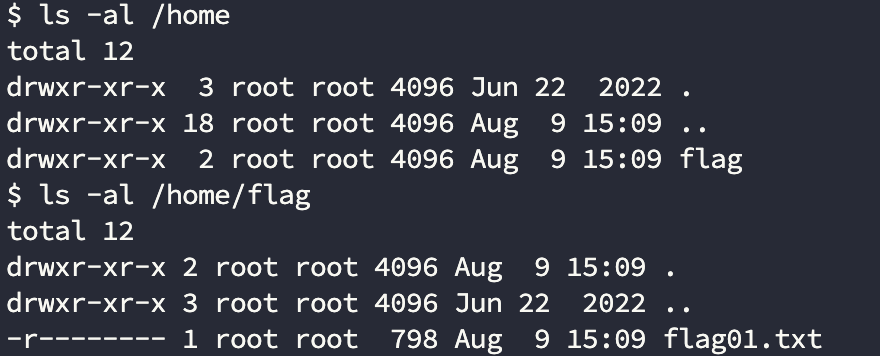 $ ls -al /home
total 12
drwxr-xr-x  3 root root 4096 Jun 22  2022 .
drwxr-xr-x 18 root root 4096 Aug  9 15:09 ..
drwxr-xr-x  2 root root 4096 Aug  9 15:09 flag
$ ls -al /home/flag
total 12
drwxr-xr-x 2 root root 4096 Aug  9 15:09 .
drwxr-xr-x 3 root root 4096 Jun 22  2022 ..
-r-------- 1 root root  798 Aug  9 15:09 flag01.txt